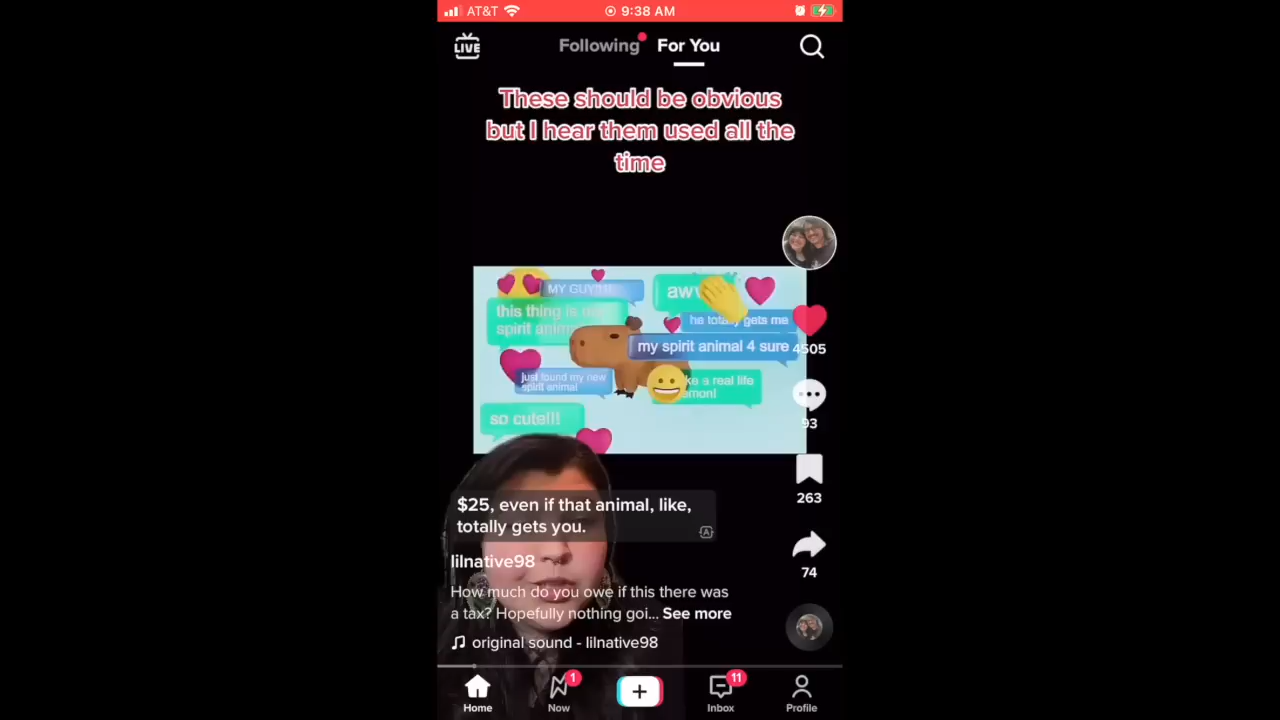 AT&T
9:38 AM
LIVE
Following
For You
These should be obvious
but I hear them used all the
time
MY GUY!!!
aww
this thing is my
spirit animal
he totally gets me
my spirit animal 4 sure
4505
just found my new
spirit animal
like a real life
93
so cute!!!
263
$25, even if that animal, like,
totally gets you.
lilnative98
74
How much do you owe if this there was
a tax? Hopefully nothing goi... See more
original sound - lilnative98
1
11
Home
Now
Inbox
Profile